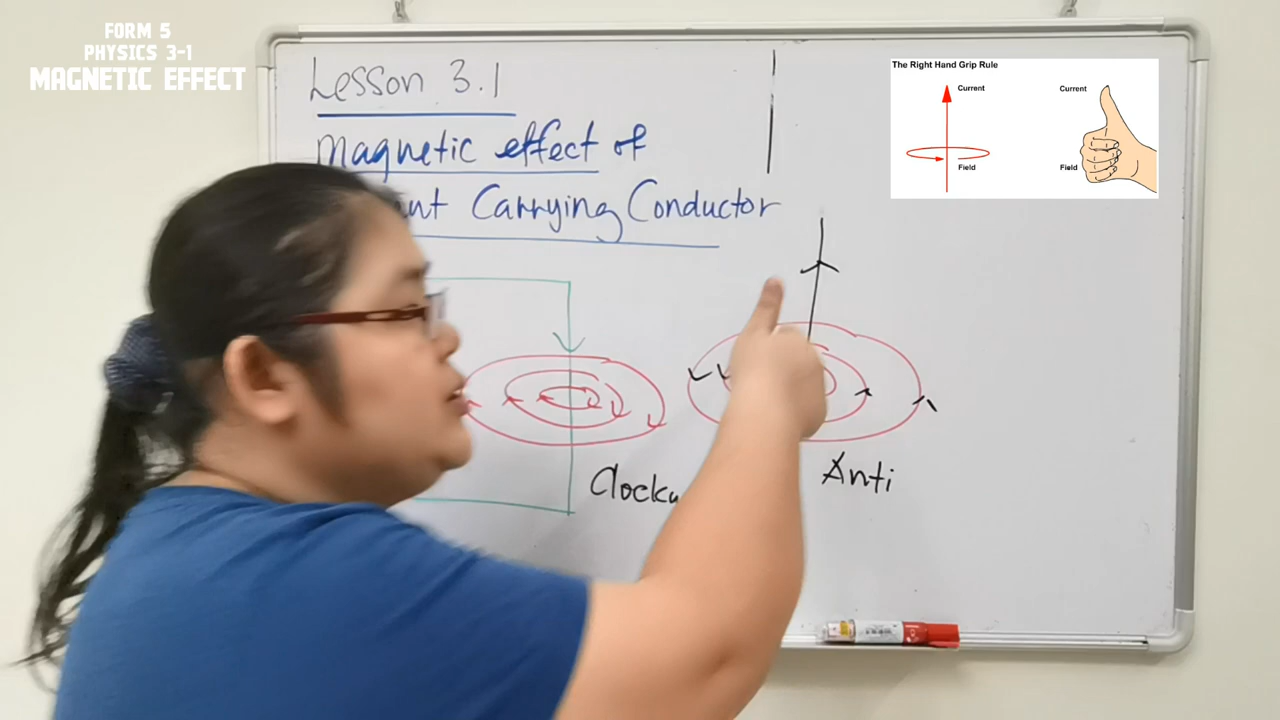 FORM 5
PHYSICS 3-1
MAGNETIC EFFECT
Lesson 3.1
Magnetic effect of
Carrying Conductor
Anti
The Right Hand Grip Rule
Current
Field
Current
Field